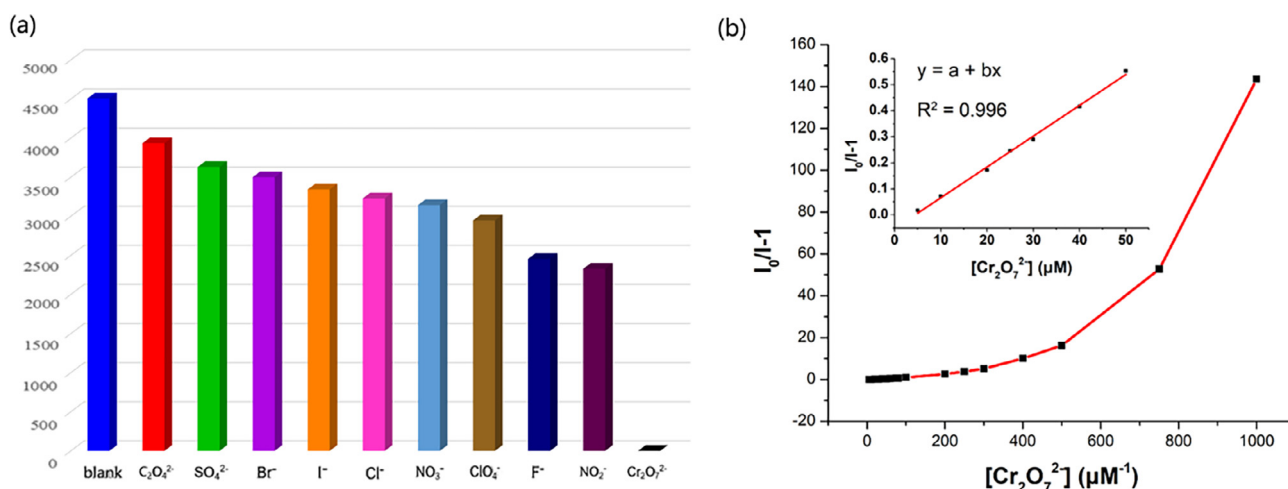 (a)
5000
4500
4000
3500
3000
2500
2000
1500
1000
500
0
blank C₂O₄²⁻ SO₄²⁻ Br⁻ I⁻ Cl⁻ NO₃⁻ ClO₄⁻ F⁻ NO₂⁻ Cr₂O₇²⁻
(b)
160
140
120
100
80
60
40
20
0
-20
I₀/I-1
0 200 400 600 800 1000
[Cr₂O₇²⁻] (μM⁻¹)
y = a + bx
R² = 0.996
0.6
0.5
0.4
0.3
0.2
0.1
0.0
I₀/I-1
0 10 20 30 40 50
[Cr₂O₇²⁻] (μM)